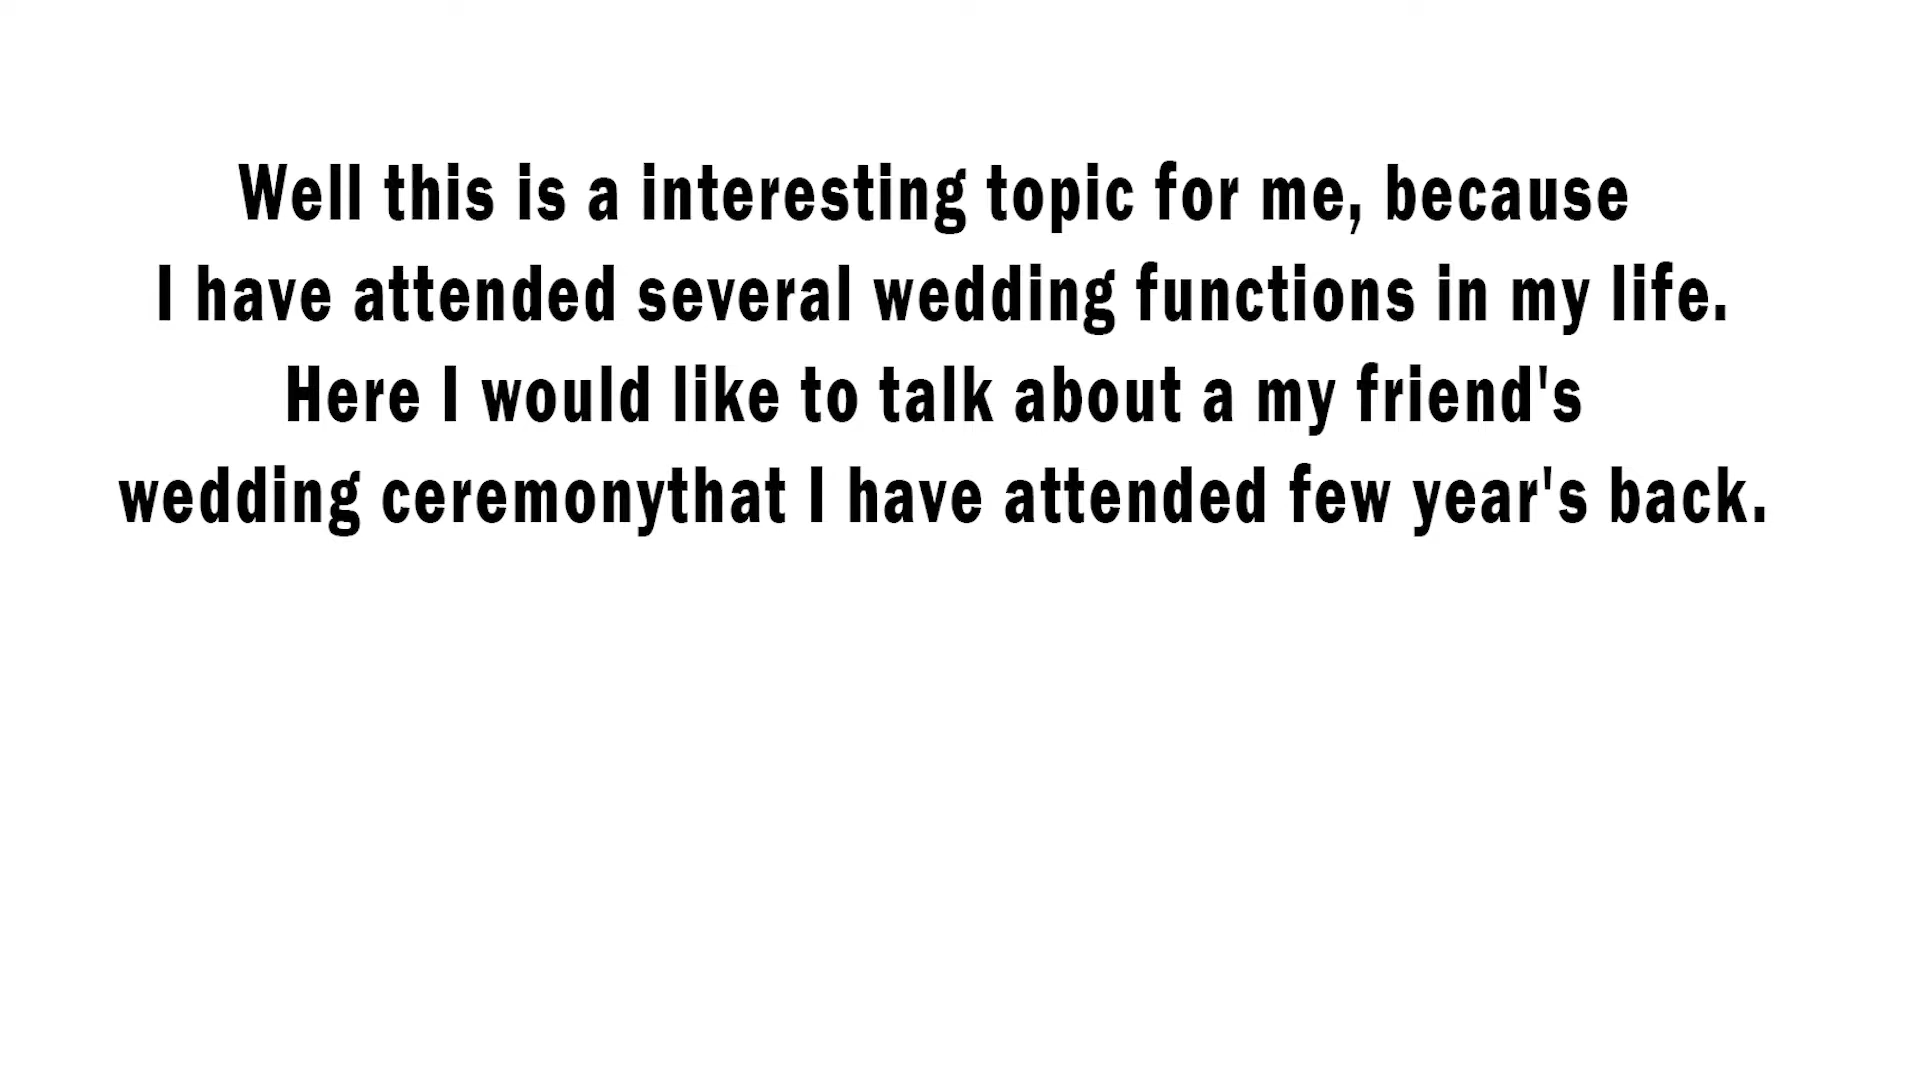 Well this is a interesting topic for me, because
I have attended several wedding functions in my life.
Here I would like to talk about a my friend's
wedding ceremonythat I have attended few year's back.